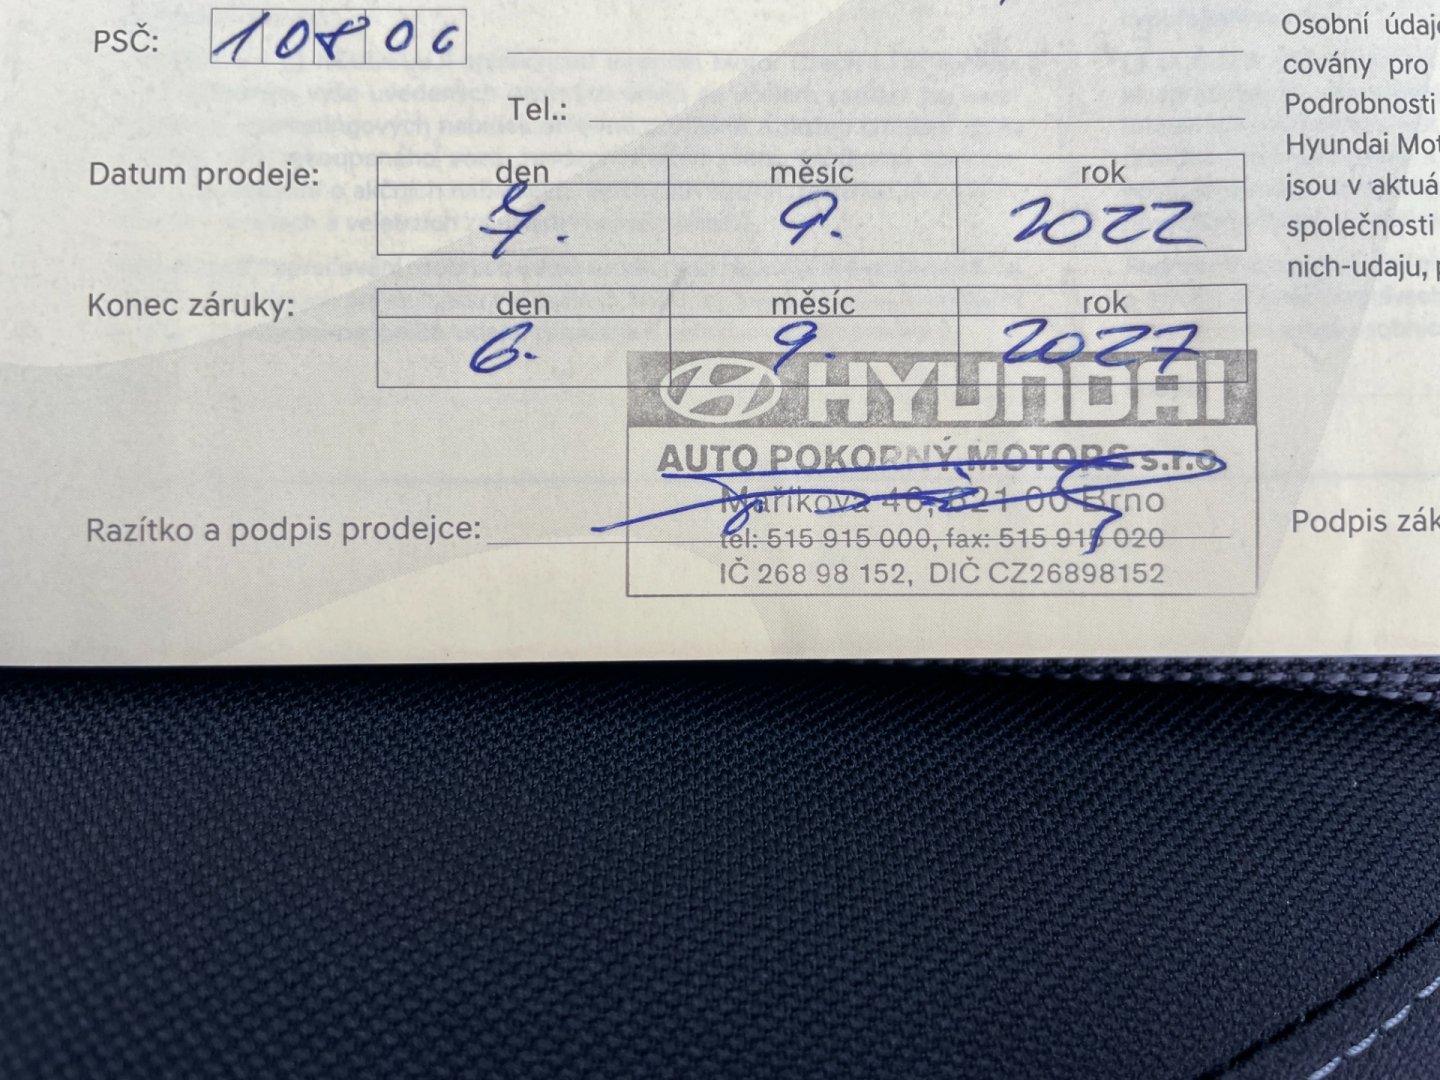 PSČ: 10800
Tel.:
Datum prodeje: den měsíc rok
7. 9. 2022
Konec záruky: den měsíc rok
6. 9. 2027
HYUNDAI
AUTO POKORNÝ MOTORS s.r.o
Maříkova 40, 621 00 Brno
Razítko a podpis prodejce:
tel: 515 915 000, fax: 515 915 020
IČ 268 98 152, DIČ CZ26898152
Osobní údaj
covány pro
Podrobnosti
Hyundai Mot
jsou v aktuá
společnosti
nich-udaju, p
Podpis zák